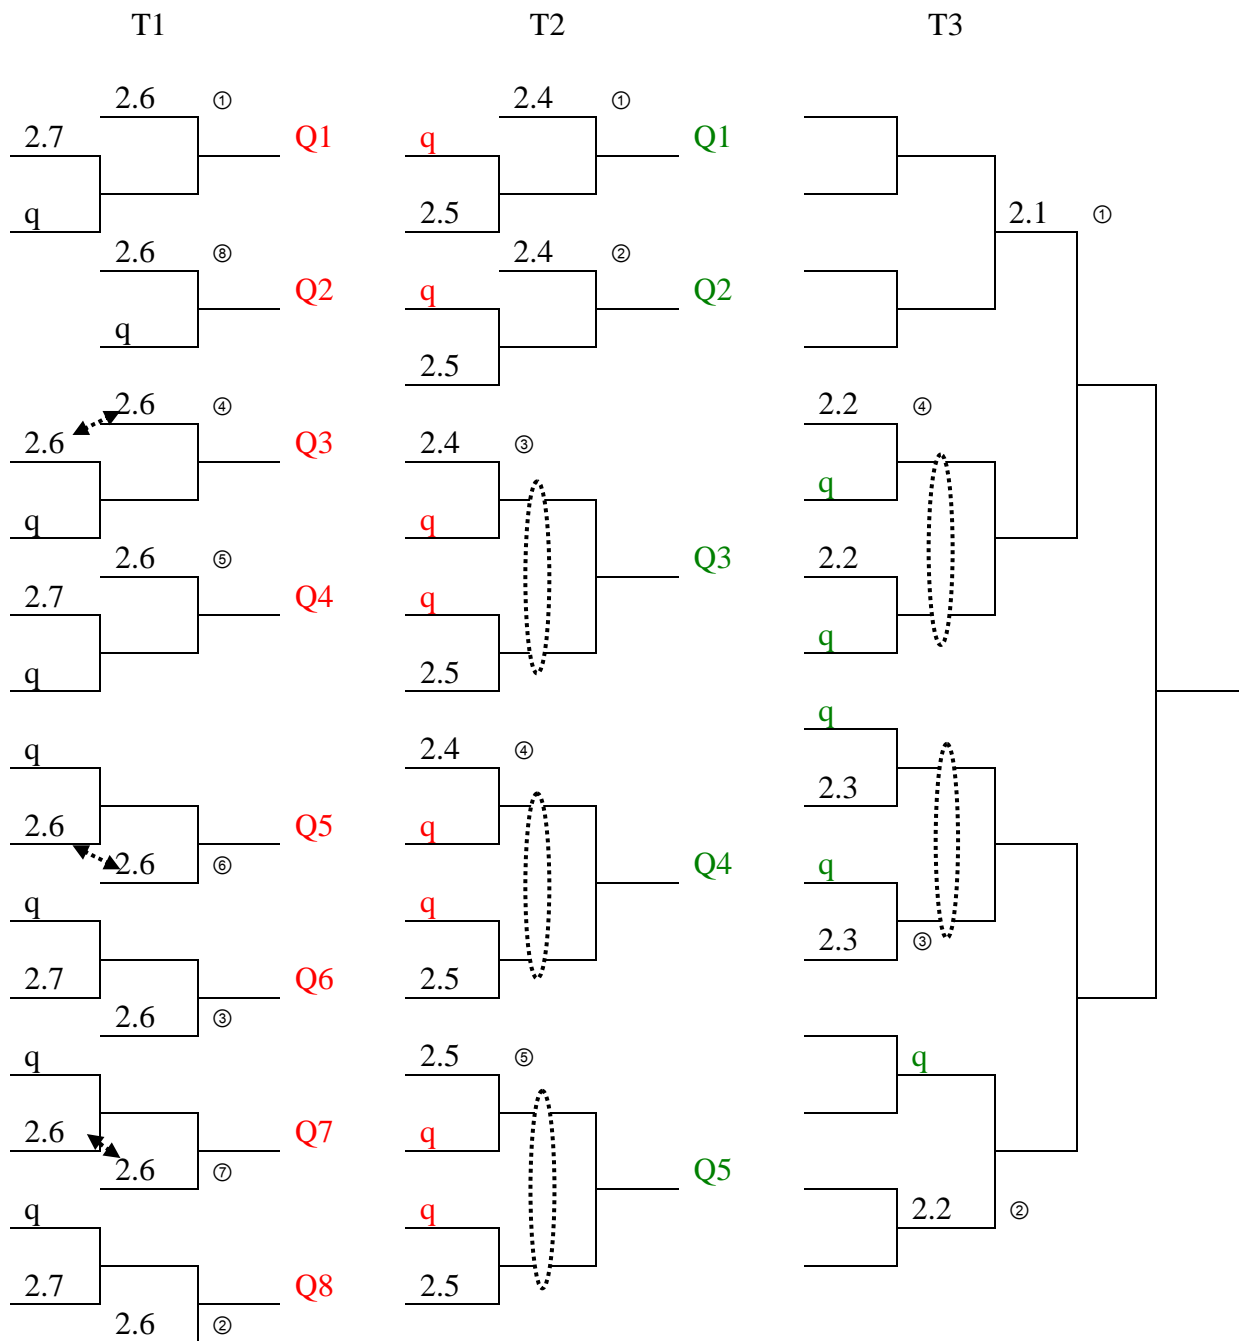 T1 T2 T3
2.6 ① 2.4 ①
2.7 Q1 q Q1
q 2.5 2.1 ①
2.6 ⑧ 2.4 ②
Q2 q Q2
q
2.5
2.6 ④ 2.2 ④
2.6 Q3 2.4 ③
q
q q
2.6 ⑤ Q3 2.2
2.7 Q4 q
q
q 2.5
q
q 2.4 ④
2.3
2.6 Q5 q
2.6 ⑥ Q4 q
q q
2.3 ③
2.7 Q6 2.5
2.6 ③
q 2.5 ⑤ q
2.6 Q7 q
2.6 ⑦ Q5
2.2 ②
q q
2.7 Q8 2.5
2.6 ②